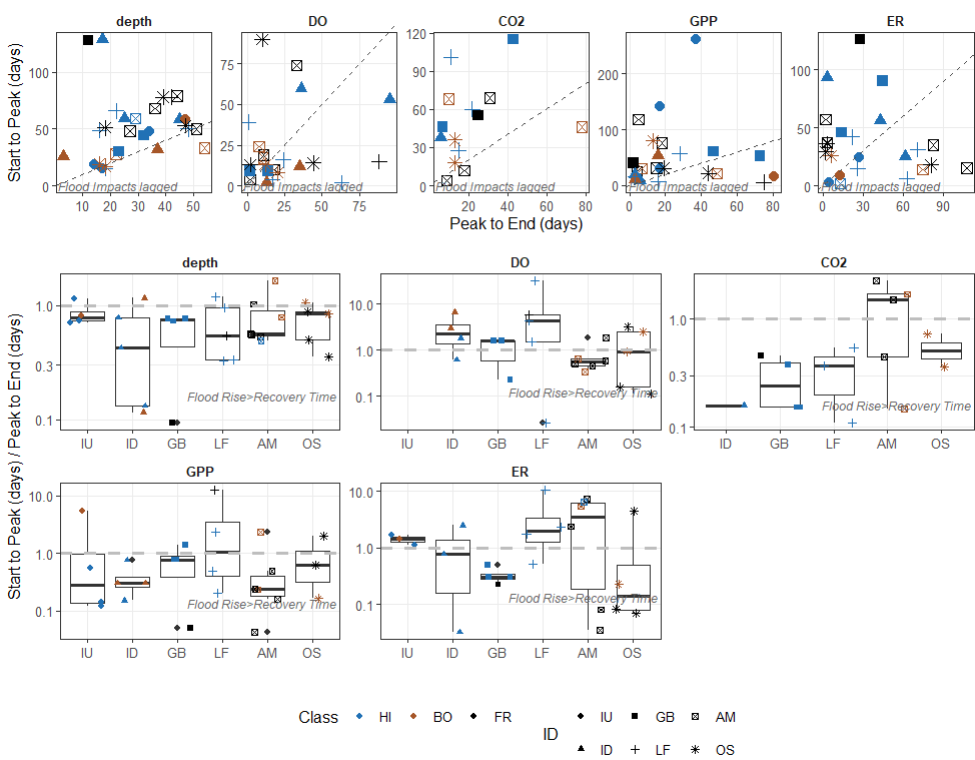 depth DO CO2 GPP ER
Start to Peak (days)
100
50
0
10 30 50
Flood Impacts lagged
75
50
25
0
0 25 50 75
Flood Impacts lagged
120
90
60
30
0
0 20 40 60 80
Flood Impacts lagged
200
100
0
0 20 40 60 80
Flood Impacts lagged
100
50
0
0 30 60 90
Flood Impacts lagged
Peak to End (days)
Start to Peak (days) / Peak to End (days)
depth DO CO2
1.0
0.3
0.1
Flood Rise>Recovery Time
IU ID GB LF AM OS
10.0
1.0
0.1
Flood Rise>Recovery Time
IU ID GB LF AM OS
1.0
0.3
0.1
Flood Rise>Recovery Time
ID GB LF AM OS
GPP ER
10.0
1.0
0.1
Flood Rise>Recovery Time
IU ID GB LF AM OS
10.0
1.0
0.1
Flood Rise>Recovery Time
IU ID GB LF AM OS
Class HI BO FR
ID
IU GB AM
ID LF OS